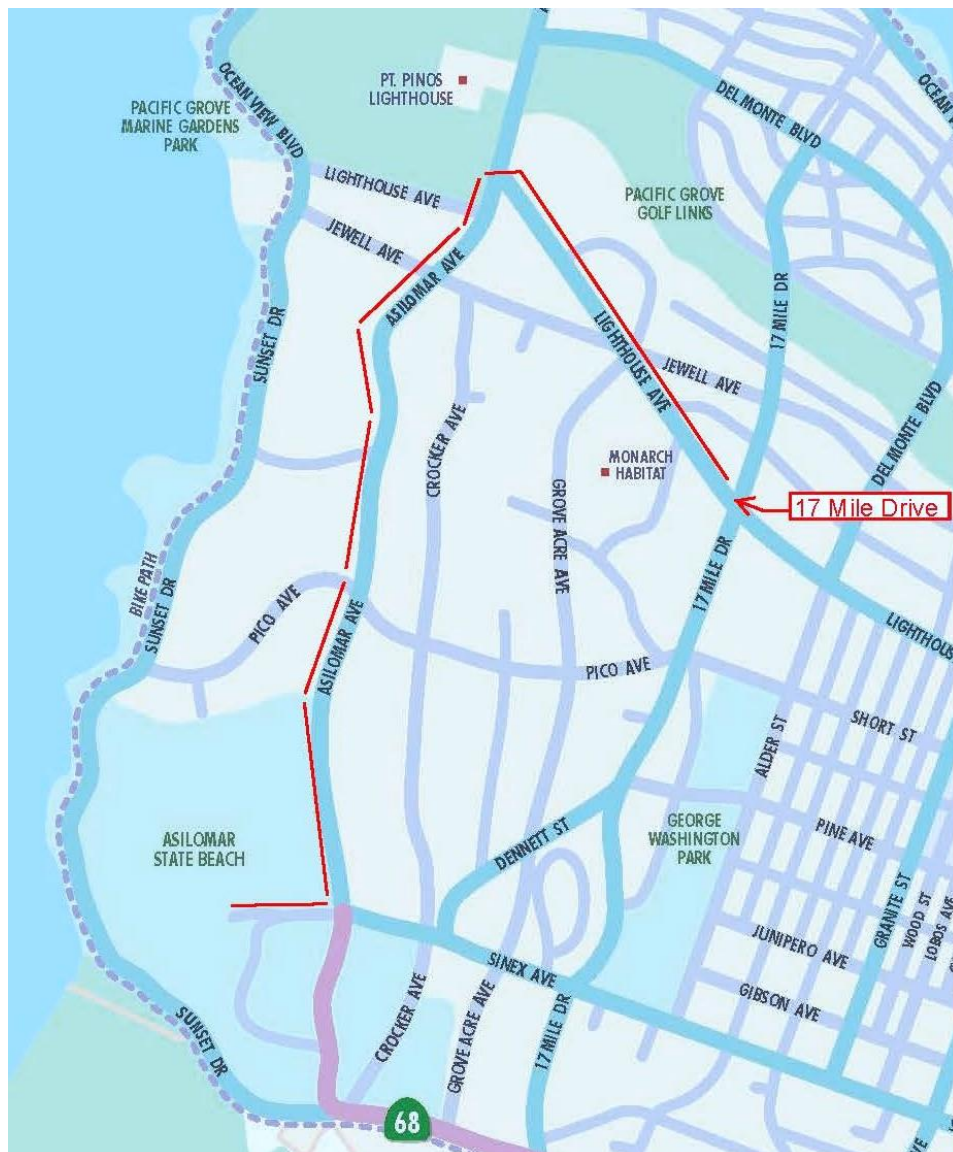 OCEAN VIEW BLVD
PT. PINOS
LIGHTHOUSE
DEL MONTE BLVD
PACIFIC GROVE
MARINE GARDENS
PARK
LIGHTHOUSE AVE
PACIFIC GROVE
GOLF LINKS
JEWELL AVE
ASILOMAR AVE
17 MILE DR
SUNSET DR
SUNSET DR
LIGHTHOUSE AVE
JEWELL AVE
CROCKER AVE
DEL MONTE BLVD
MONARCH
HABITAT
GROVE ACRE AVE
17 Mile Drive
BIKE PATH
SUNSET DR
PICO AVE
17 MILE DR
LIGHTHOUSE
ASILOMAR AVE
PICO AVE
SHORT ST
ALDER ST
ASILOMAR
STATE BEACH
DENNETT ST
GEORGE
WASHINGTON
PARK
PINE AVE
GRANITE ST
WOOD ST
LOBOS AVE
JUNIPERO AVE
SINEX AVE
GIBSON AVE
CROCKER AVE
GROVE ACRE AVE
17 MILE DR
SUNSET DR
68
AVE